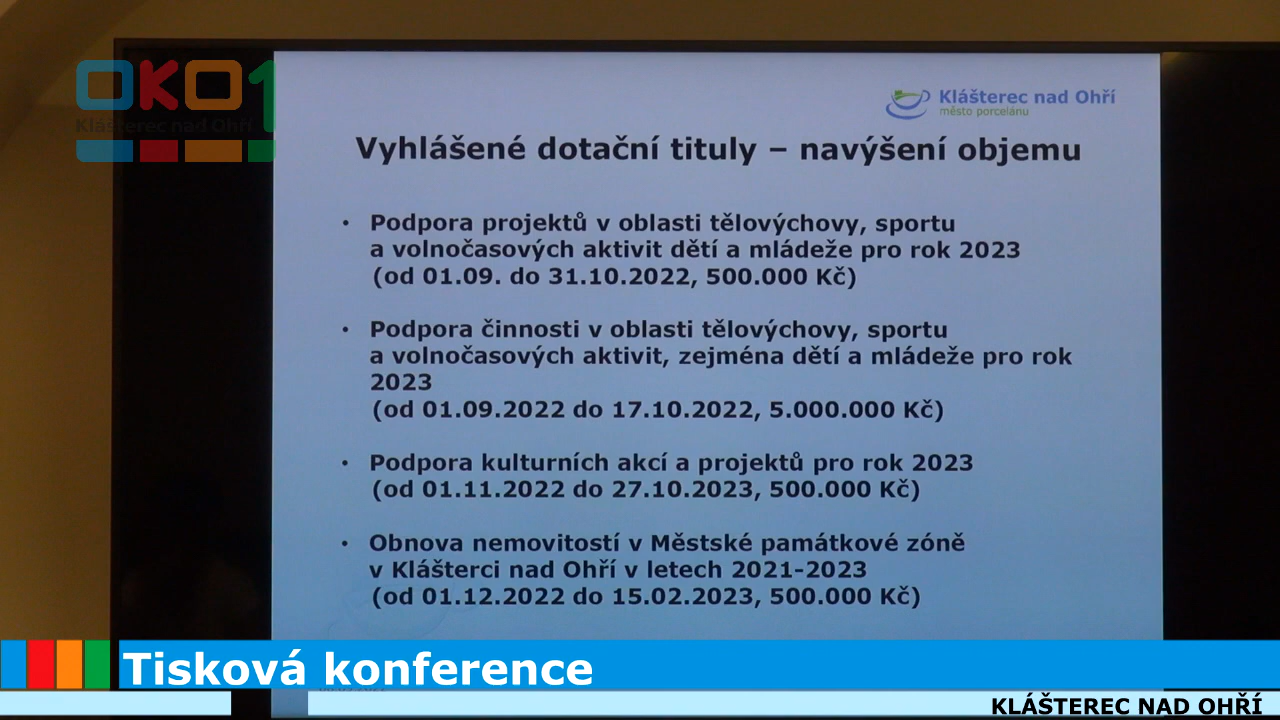 OKO1
Klášterec nad Ohří
Klášterec nad Ohří
město porcelánu
Vyhlášené dotační tituly – navýšení objemu
• Podpora projektů v oblasti tělovýchovy, sportu
a volnočasových aktivit dětí a mládeže pro rok 2023
(od 01.09. do 31.10.2022, 500.000 Kč)
• Podpora činnosti v oblasti tělovýchovy, sportu
a volnočasových aktivit, zejména dětí a mládeže pro rok
2023
(od 01.09.2022 do 17.10.2022, 5.000.000 Kč)
• Podpora kulturních akcí a projektů pro rok 2023
(od 01.11.2022 do 27.10.2023, 500.000 Kč)
• Obnova nemovitostí v Městské památkové zóně
v Klášterci nad Ohří v letech 2021-2023
(od 01.12.2022 do 15.02.2023, 500.000 Kč)
Tisková konference
KLÁŠTEREC NAD OHŘÍ